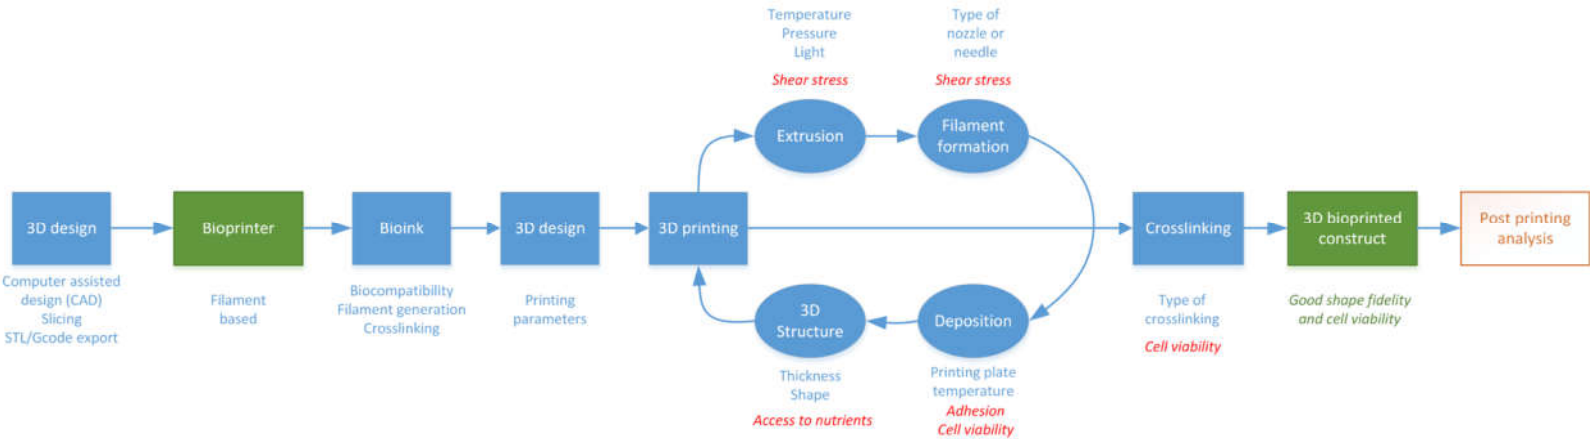 Temperature
Pressure
Light
Shear stress
Type of
nozzle or
needle
Shear stress
Extrusion
Filament
formation
3D design
Bioprinter
Bioink
3D design
3D printing
Crosslinking
3D bioprinted
construct
Post printing
analysis
Computer assisted
design (CAD)
Slicing
STL/Gcode export
Filament
based
Biocompatibility
Filament generation
Crosslinking
Printing
parameters
3D
Structure
Deposition
Thickness
Shape
Access to nutrients
Printing plate
temperature
Adhesion
Cell viability
Type of
crosslinking
Cell viability
Good shape fidelity
and cell viability